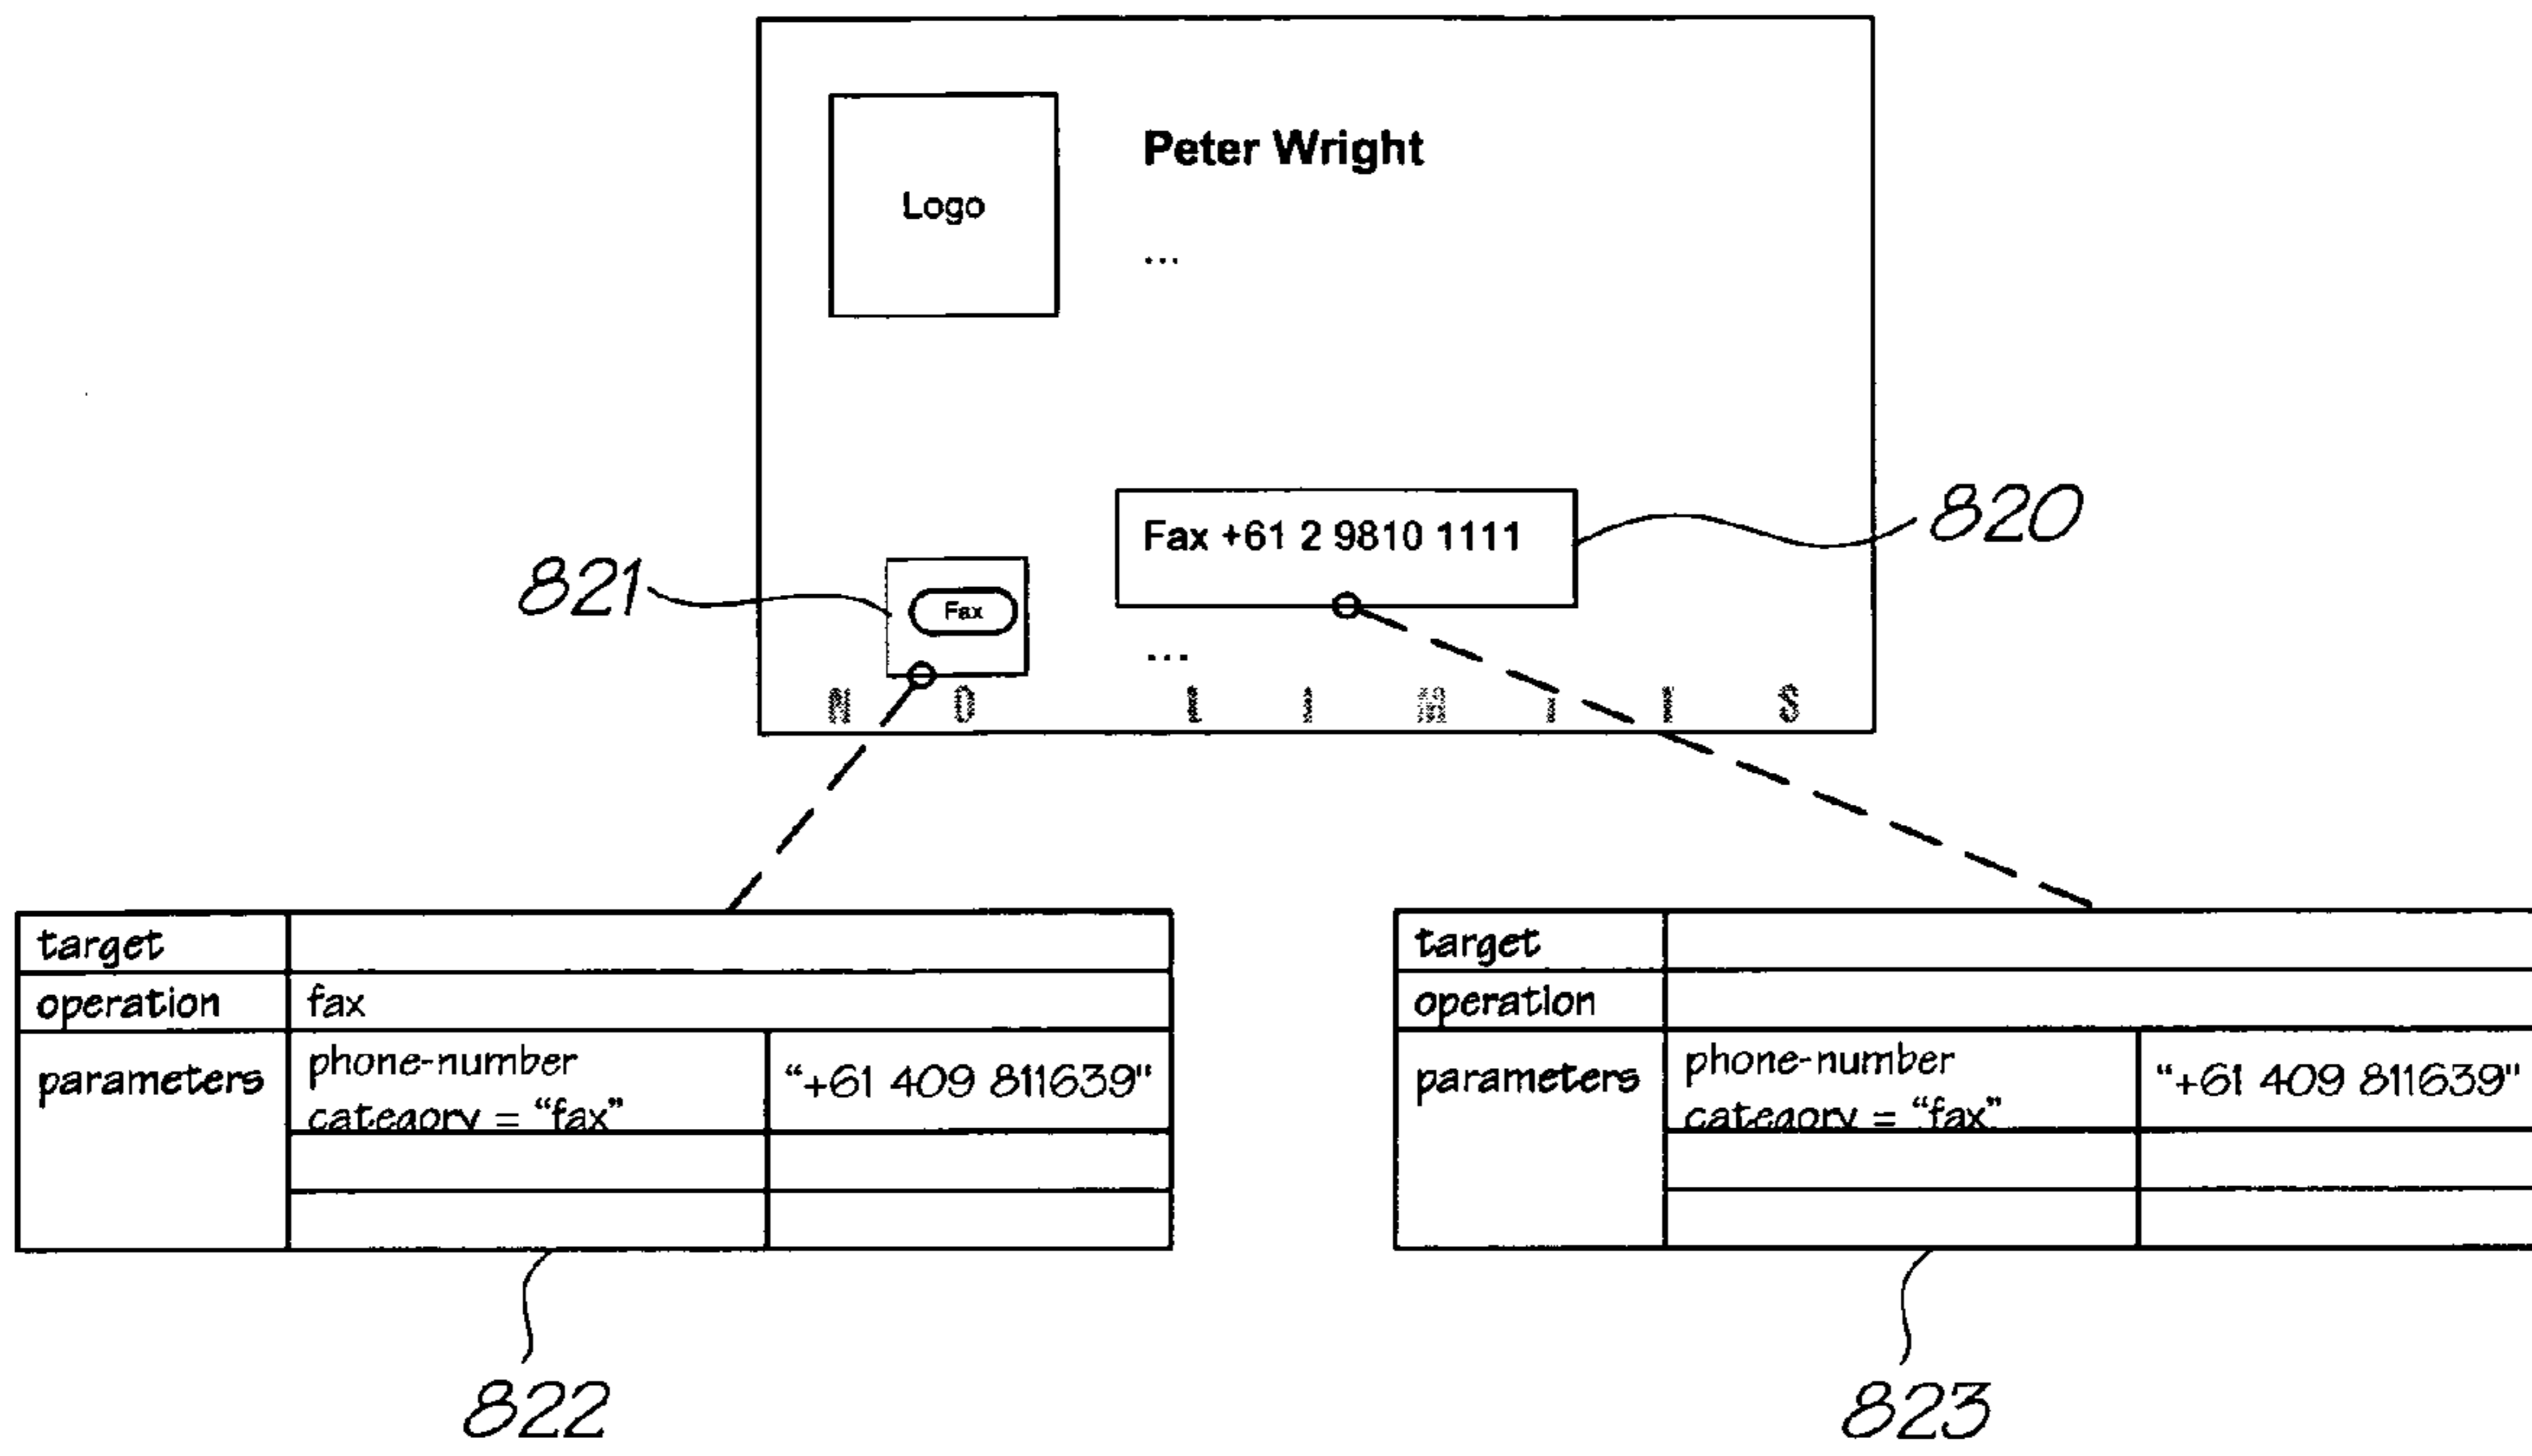 Peter Wright
Logo
...
Fax +61 2 9810 1111
820
821
Fax
...
target
operation fax
parameters phone-number category = "fax" "+61 409 811639"
target
operation
parameters phone-number category = "fax" "+61 409 811639"
822
823